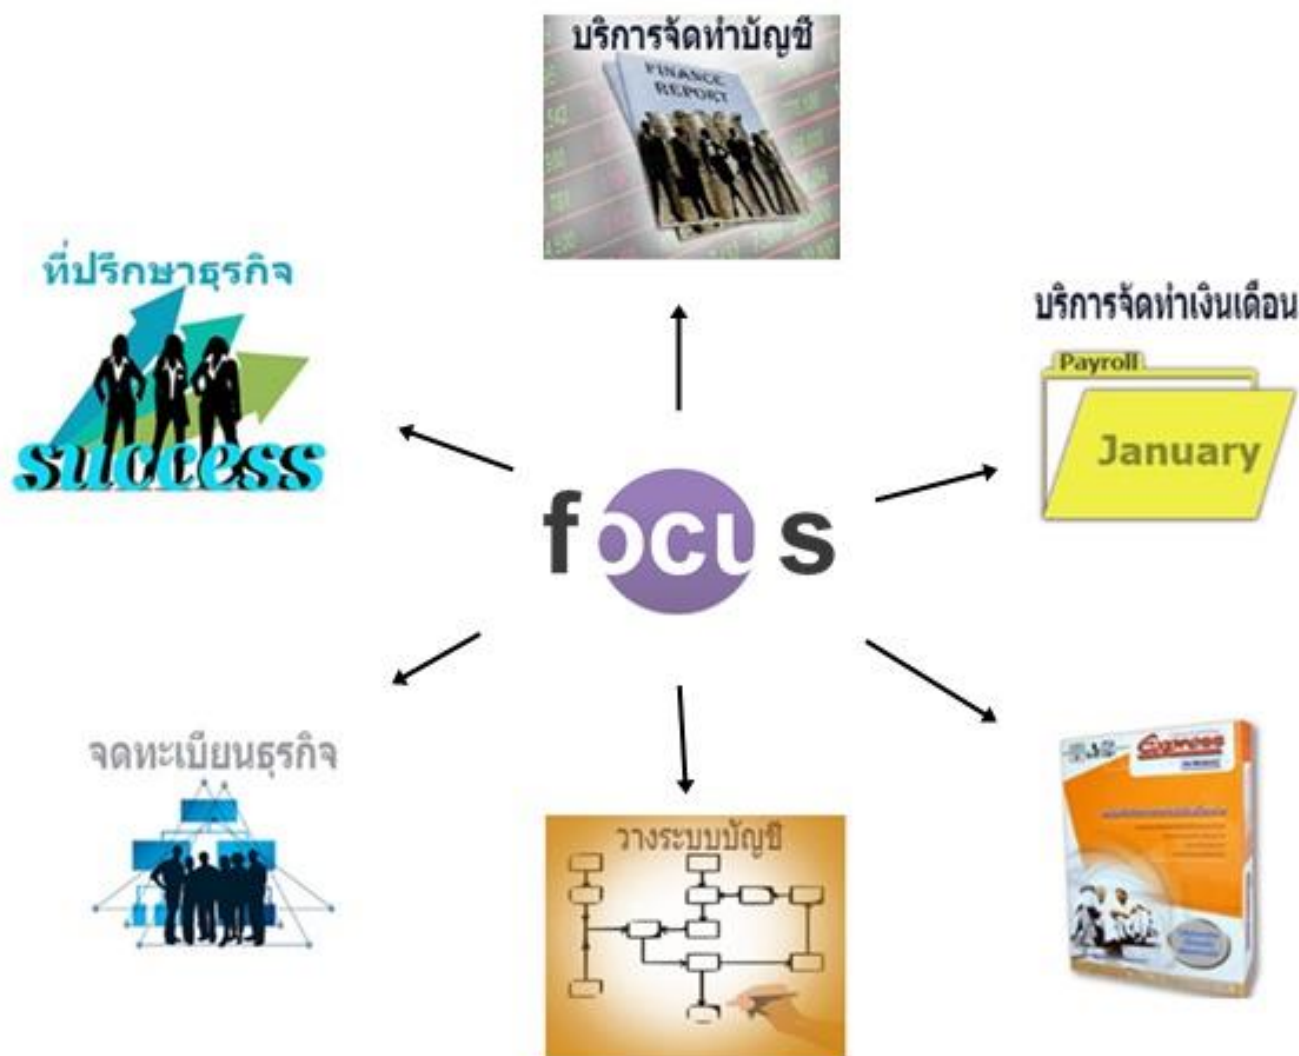 บริการจัดทำบัญชี
FINANCE
REPORT
ที่ปรึกษาธุรกิจ
success
บริการจัดทำเงินเดือน
Payroll
January
focus
จดทะเบียนธุรกิจ
วางระบบบัญชี
Express